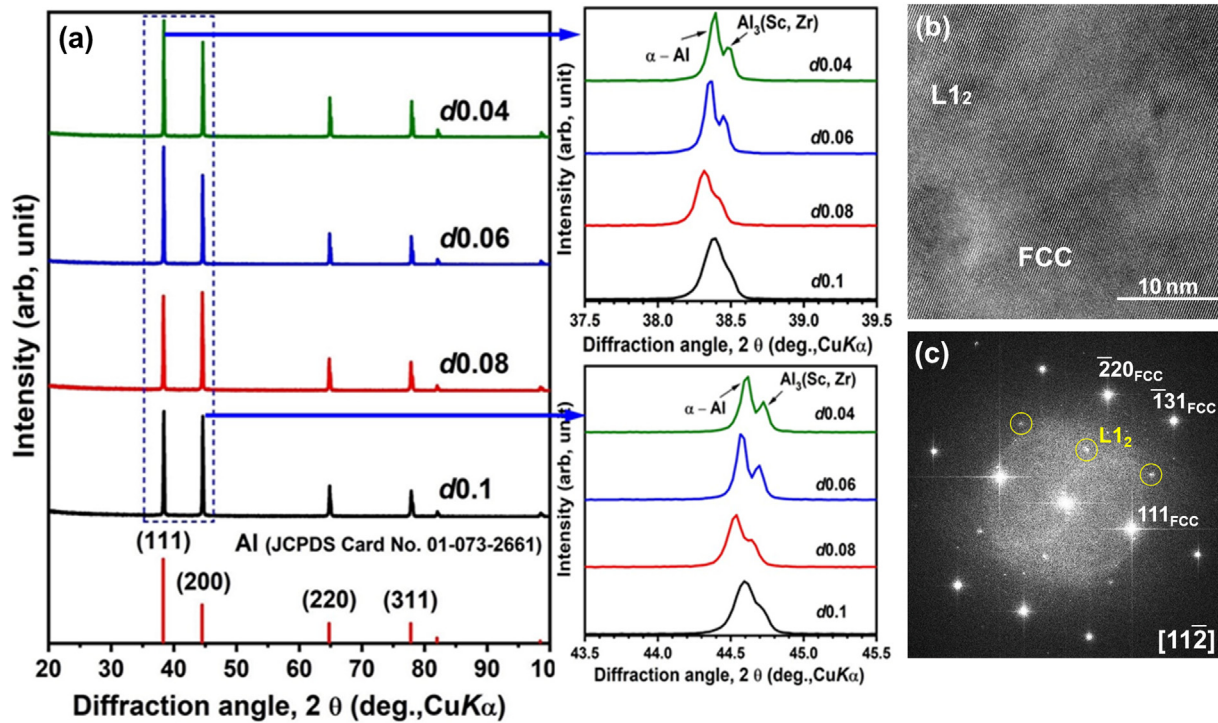 (a)
d0.04
d0.06
d0.08
d0.1
Al (JCPDS Card No. 01-073-2661)
(111)
(200)
(220)
(311)
20 30 40 50 60 70 80 90 100
Diffraction angle, 2 θ (deg.,CuKα)
Intensity (arb, unit)
α – Al
Al₃(Sc, Zr)
d0.04
d0.06
d0.08
d0.1
37.5 38.0 38.5 39.0 39.5
Diffraction angle, 2 θ (deg.,CuKα)
Intensity (arb, unit)
α – Al
Al₃(Sc, Zr)
d0.04
d0.06
d0.08
d0.1
43.5 44.0 44.5 45.0 45.5
Diffraction angle, 2 θ (deg.,CuKα)
Intensity (arb, unit)
(b)
L1₂
FCC
10 nm
(c)
2̅20FCC
1̅31FCC
L1₂
111FCC
[112̅]